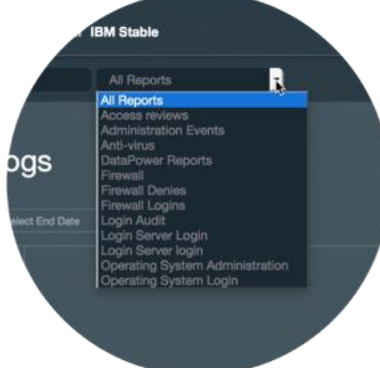 IBM Stable
All Reports
All Reports
Access reviews
Administration Events
Anti-virus
DataPower Reports
Firewall
Firewall Denies
Firewall Logins
Login Audit
Login Server Login
Login Server login
Operating System Administration
Operating System Login
ogs
elect End Date